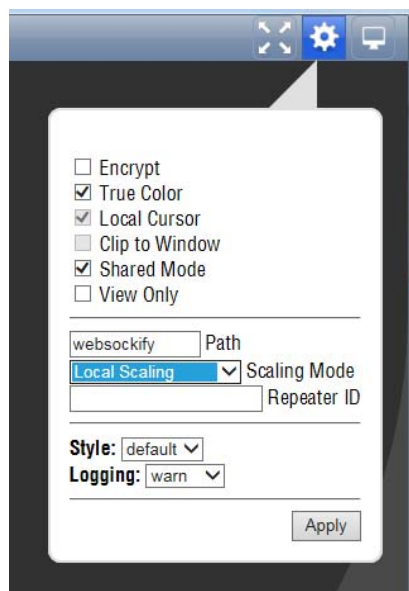 Encrypt
True Color
Local Cursor
Clip to Window
Shared Mode
View Only
websockify Path
Local Scaling Scaling Mode
Repeater ID
Style: default
Logging: warn
Apply